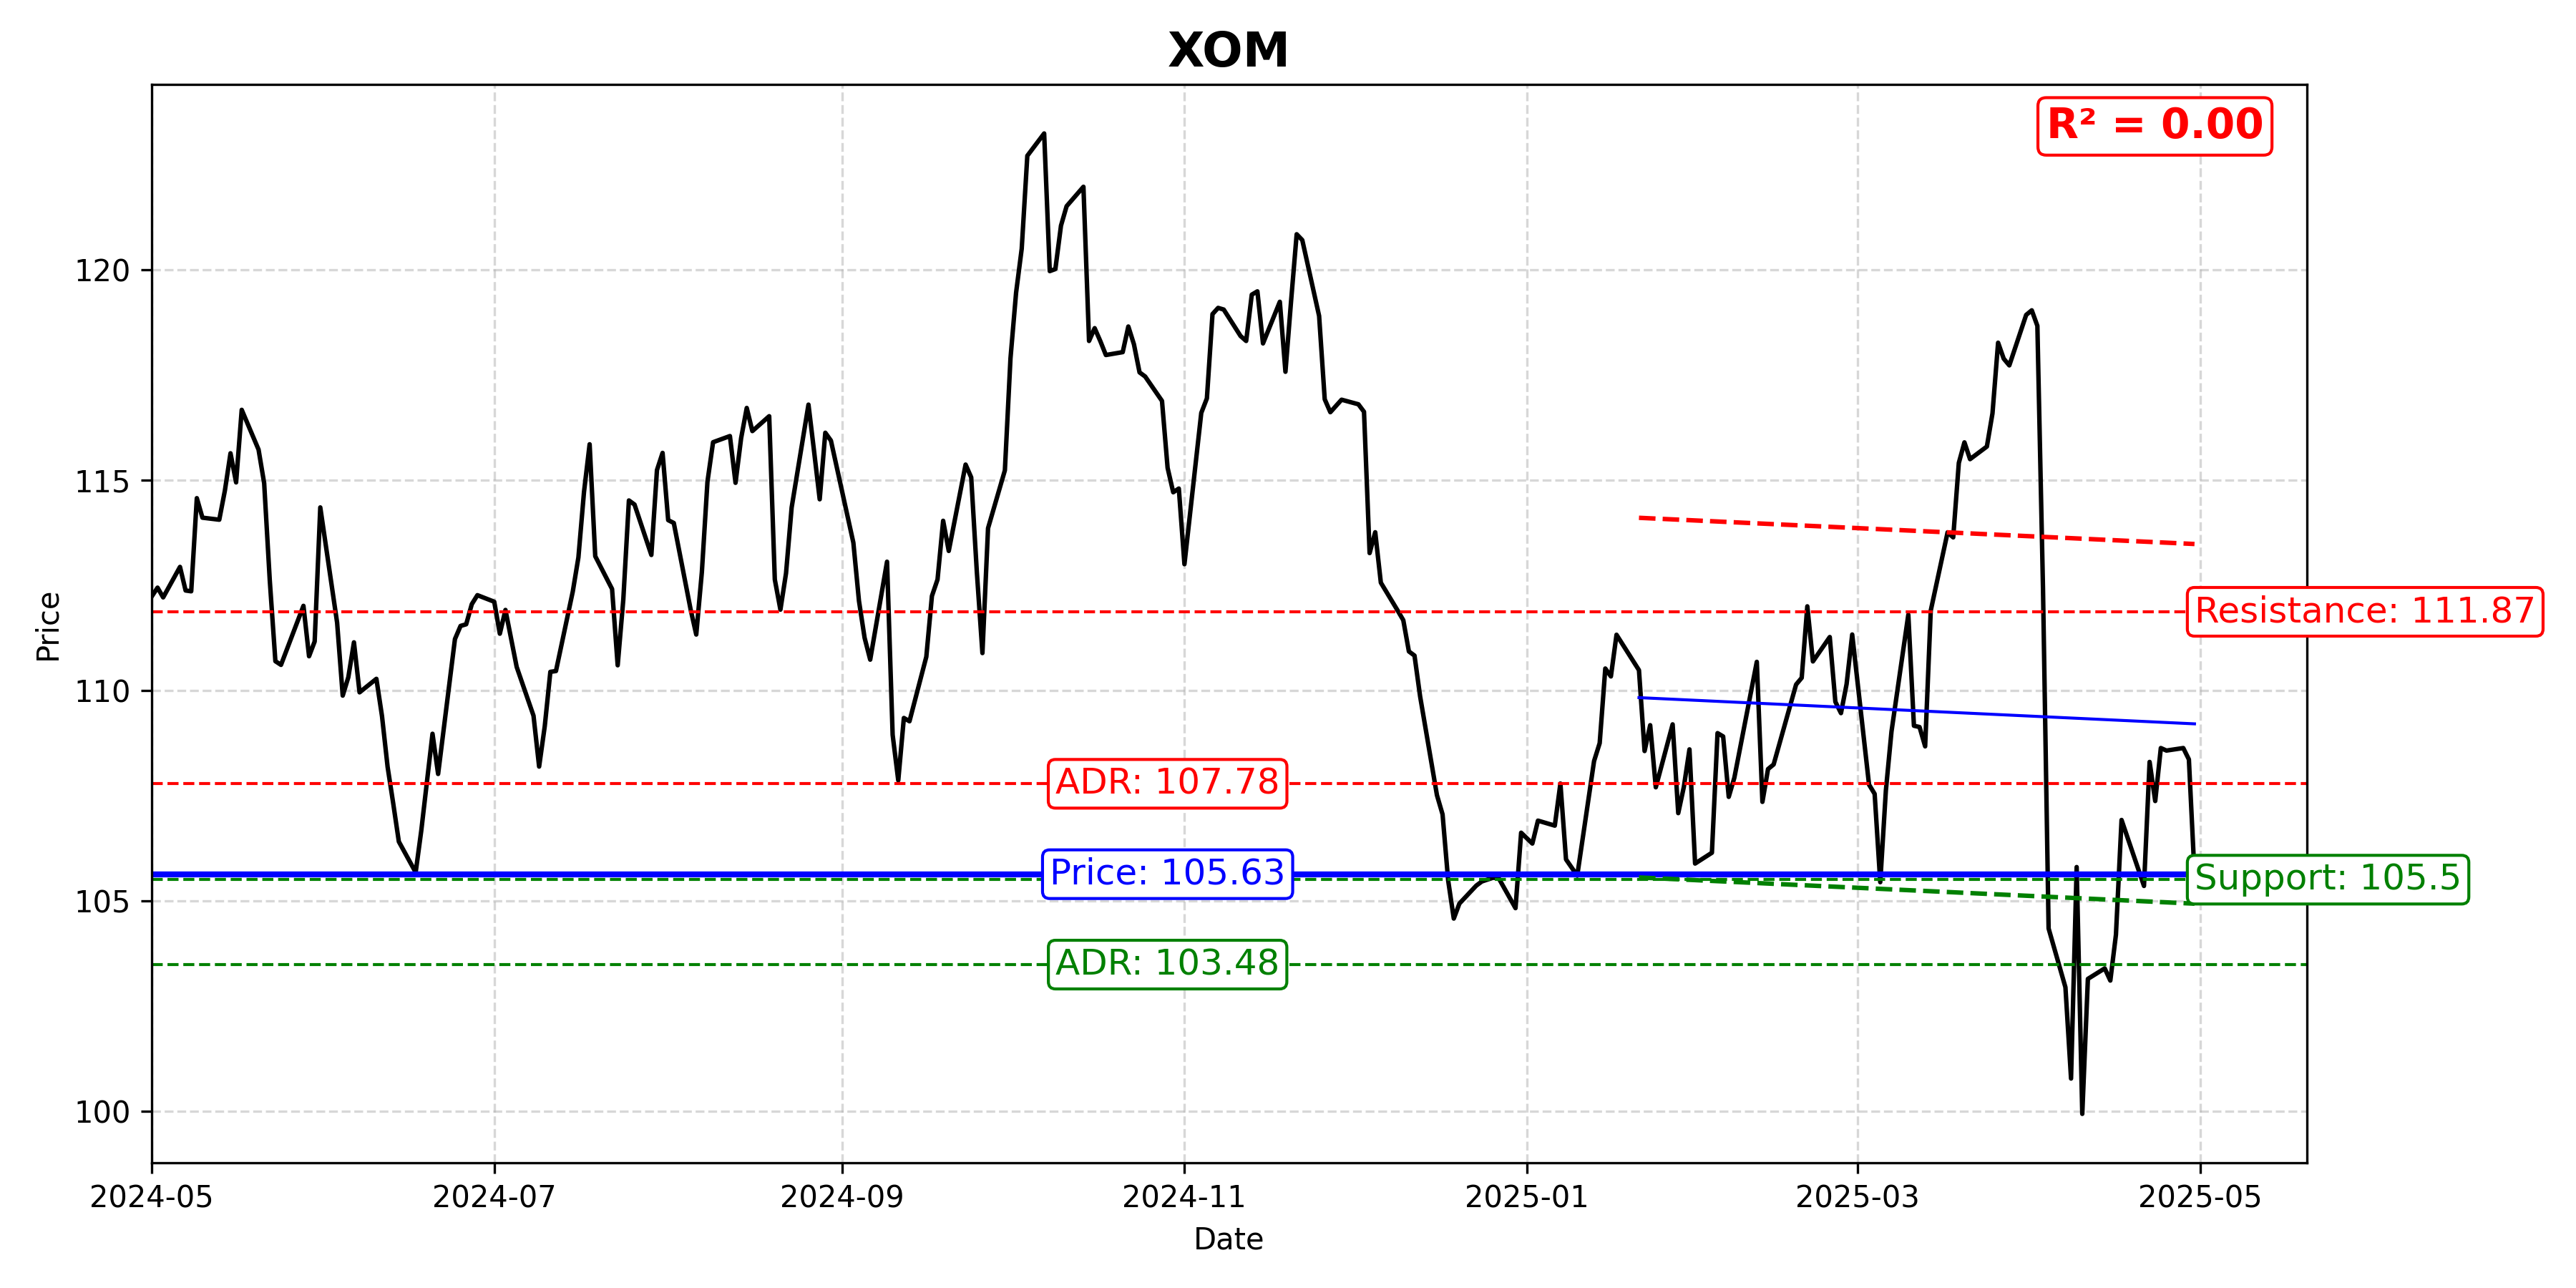 XOM
R² = 0.00
120
115
110
105
100
Price
Resistance: 111.87
ADR: 107.78
Price: 105.63
Support: 105.5
ADR: 103.48
2024-05
2024-07
2024-09
2024-11
2025-01
2025-03
2025-05
Date